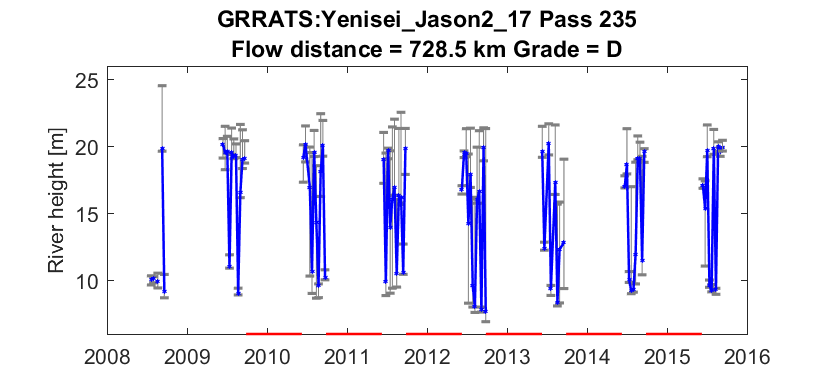 GRRATS:Yenisei_Jason2_17 Pass 235
Flow distance = 728.5 km Grade = D
River height [m]
25
20
15
10
2008 2009 2010 2011 2012 2013 2014 2015 2016